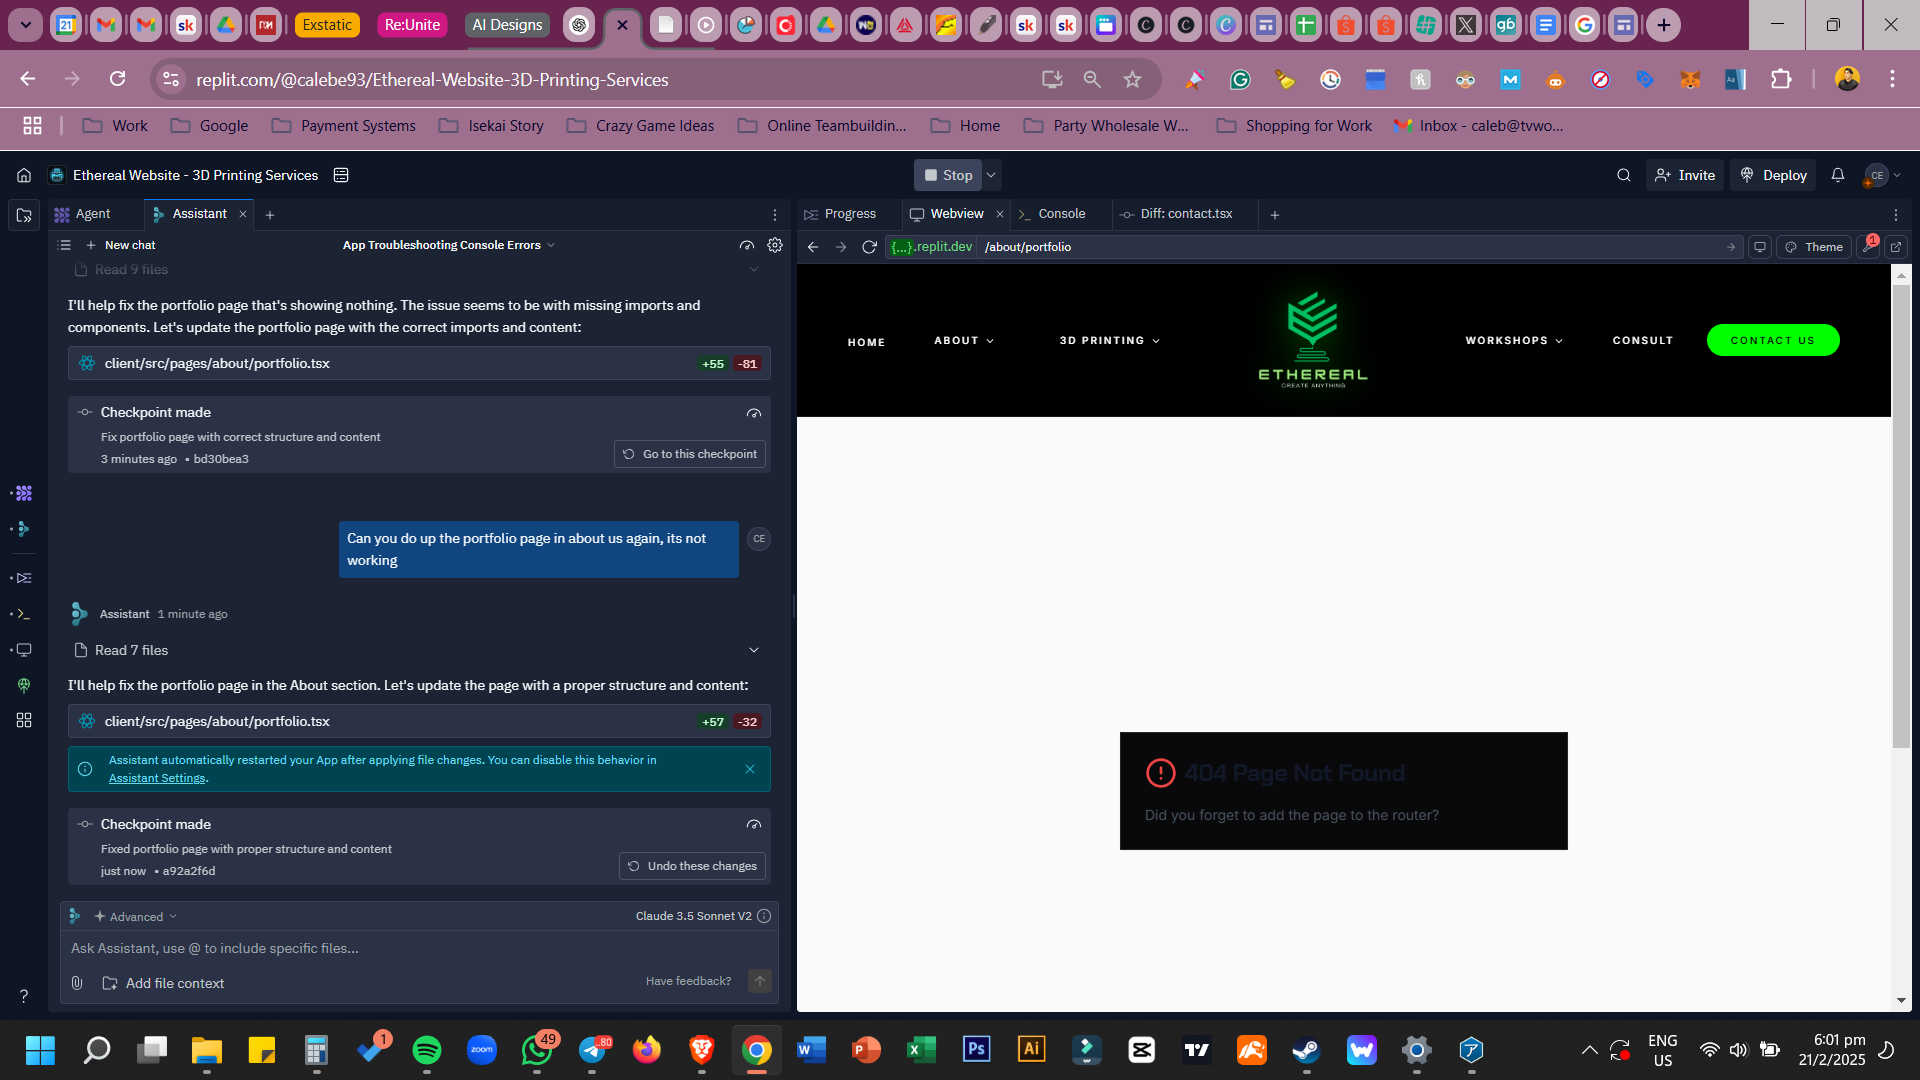 Exstatic
Re:Unite
AI Designs
replit.com/@calebe93/Ethereal-Website-3D-Printing-Services
Work
Google
Payment Systems
Isekai Story
Crazy Game Ideas
Online Teambuildin...
Home
Party Wholesale W...
Shopping for Work
Inbox - caleb@tvwo...
Ethereal Website - 3D Printing Services
Stop
Invite
Deploy
CE
Agent
Assistant
Progress
Webview
Console
Diff: contact.tsx
New chat
App Troubleshooting Console Errors
{...}.replit.dev
/about/portfolio
Theme
1
Read 9 files
I'll help fix the portfolio page that's showing nothing. The issue seems to be with missing imports and
components. Let's update the portfolio page with the correct imports and content:
client/src/pages/about/portfolio.tsx
+55 -81
Checkpoint made
Fix portfolio page with correct structure and content
3 minutes ago • bd30bea3
Go to this checkpoint
Can you do up the portfolio page in about us again, its not
working
CE
Assistant 1 minute ago
Read 7 files
I'll help fix the portfolio page in the About section. Let's update the page with a proper structure and content:
client/src/pages/about/portfolio.tsx
+57 -32
Assistant automatically restarted your App after applying file changes. You can disable this behavior in
Assistant Settings.
Checkpoint made
Fixed portfolio page with proper structure and content
just now • a92a2f6d
Undo these changes
Advanced
Claude 3.5 Sonnet V2
Ask Assistant, use @ to include specific files...
Add file context
Have feedback?
HOME
ABOUT
3D PRINTING
ETHEREAL
CREATE ANYTHING
WORKSHOPS
CONSULT
CONTACT US
404 Page Not Found
Did you forget to add the page to the router?
1
zoom
49
80
Ps
Ai
ENG
US
6:01 pm
21/2/2025